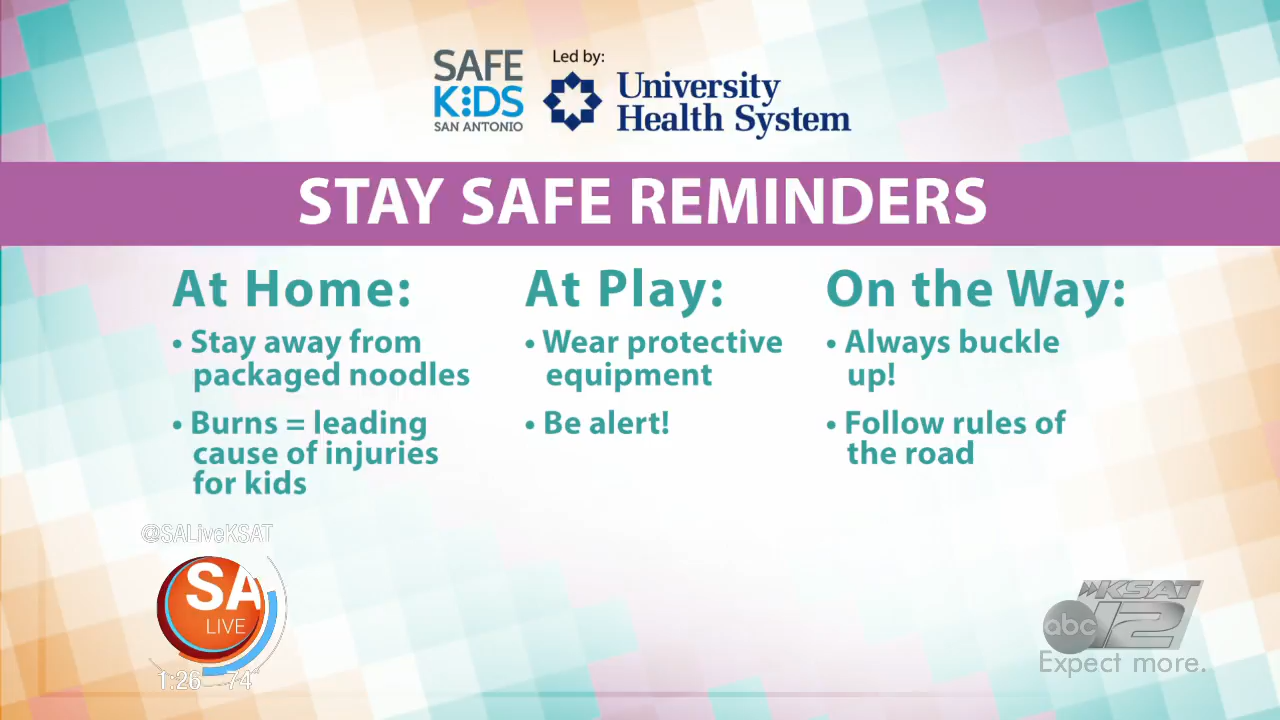 SAFE
KIDS
SAN ANTONIO
Led by:
University
Health System
STAY SAFE REMINDERS
At Home:
• Stay away from
packaged noodles
• Burns = leading
cause of injuries
for kids
At Play:
• Wear protective
equipment
• Be alert!
On the Way:
• Always buckle
up!
• Follow rules of
the road
@SALiveKSAT
SA
LIVE
1:26 74
KSAT
abc 12
Expect more.